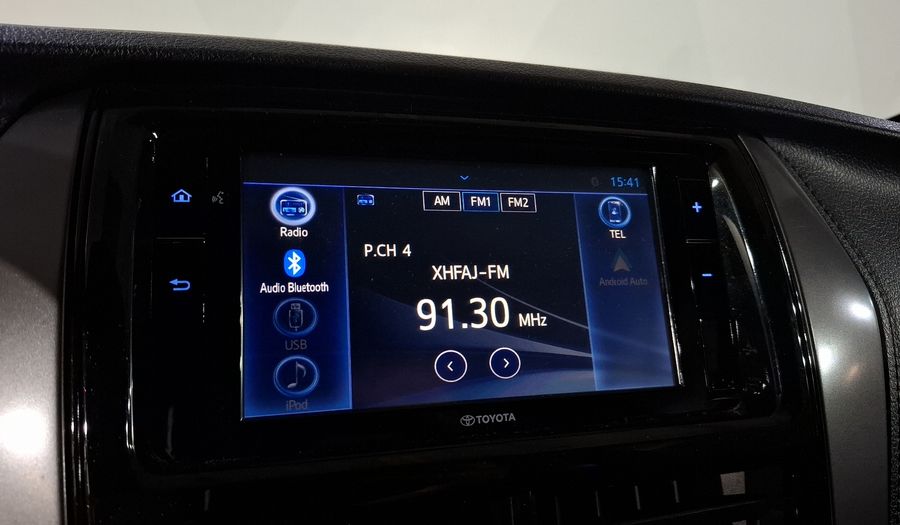 15:41
AM FM1 FM2
Radio
TEL
P.CH 4
XHFAJ-FM
Audio Bluetooth
Android Auto
91.30 MHz
USB
iPod
TOYOTA